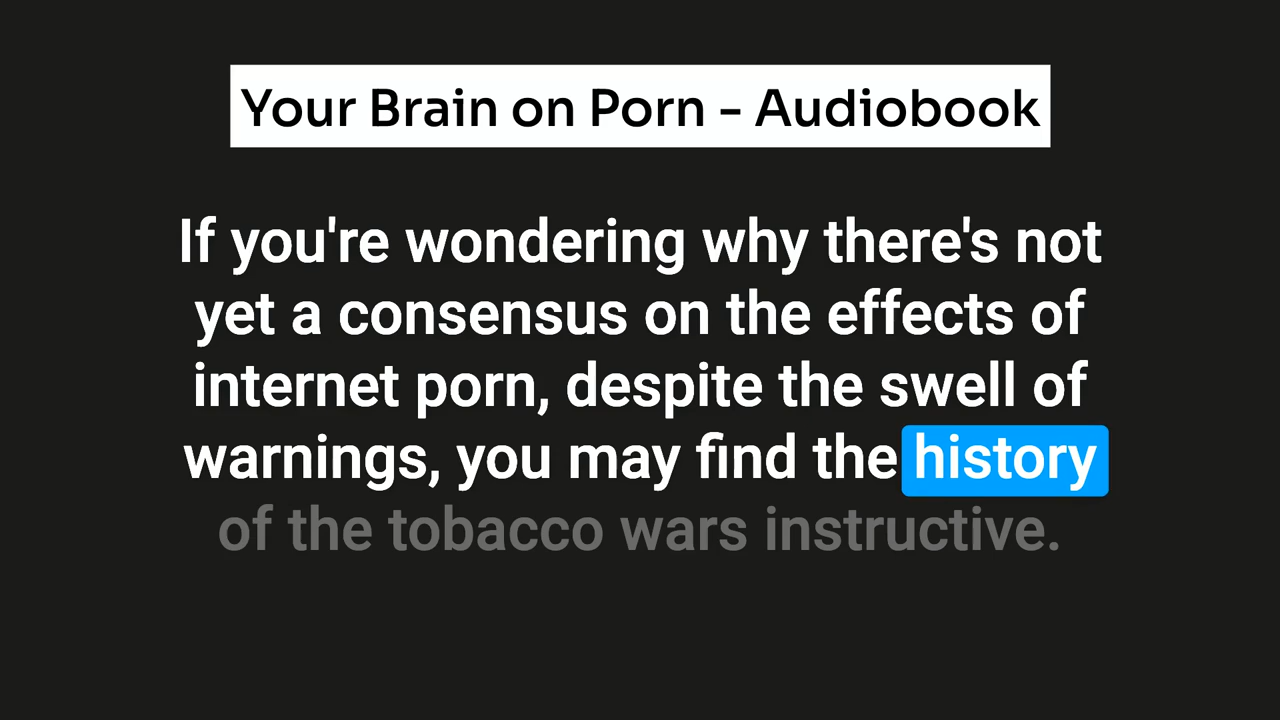 Your Brain on Porn - Audiobook
If you're wondering why there's not
yet a consensus on the effects of
internet porn, despite the swell of
warnings, you may find the history
of the tobacco wars instructive.